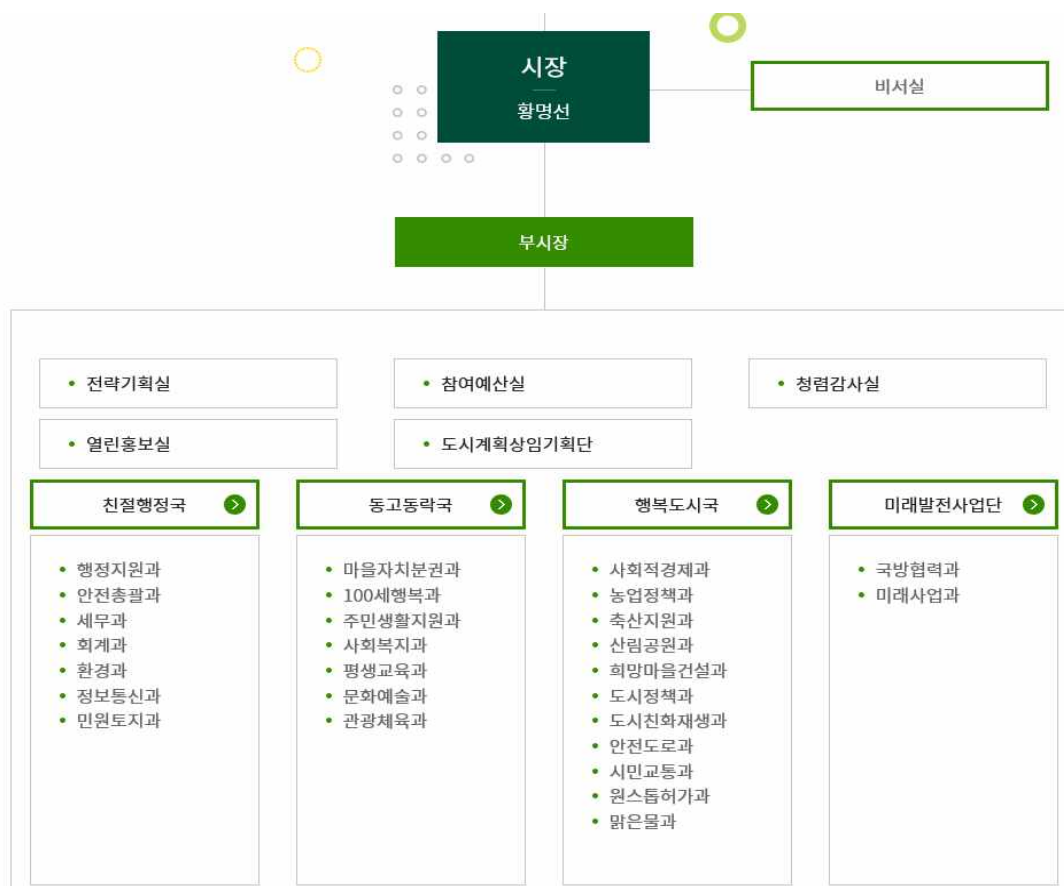 시장
황명선
비서실
부시장
• 전략기획실
• 참여예산실
• 청렴감사실
• 열린홍보실
• 도시계획상임기획단
친절행정국
• 행정지원과
• 안전총괄과
• 세무과
• 회계과
• 환경과
• 정보통신과
• 민원토지과
동고동락국
• 마을자치분권과
• 100세행복과
• 주민생활지원과
• 사회복지과
• 평생교육과
• 문화예술과
• 관광체육과
행복도시국
• 사회적경제과
• 농업정책과
• 축산지원과
• 산림공원과
• 희망마을건설과
• 도시정책과
• 도시친화재생과
• 안전도로과
• 시민교통과
• 원스톱허가과
• 맑은물과
미래발전사업단
• 국방협력과
• 미래사업과